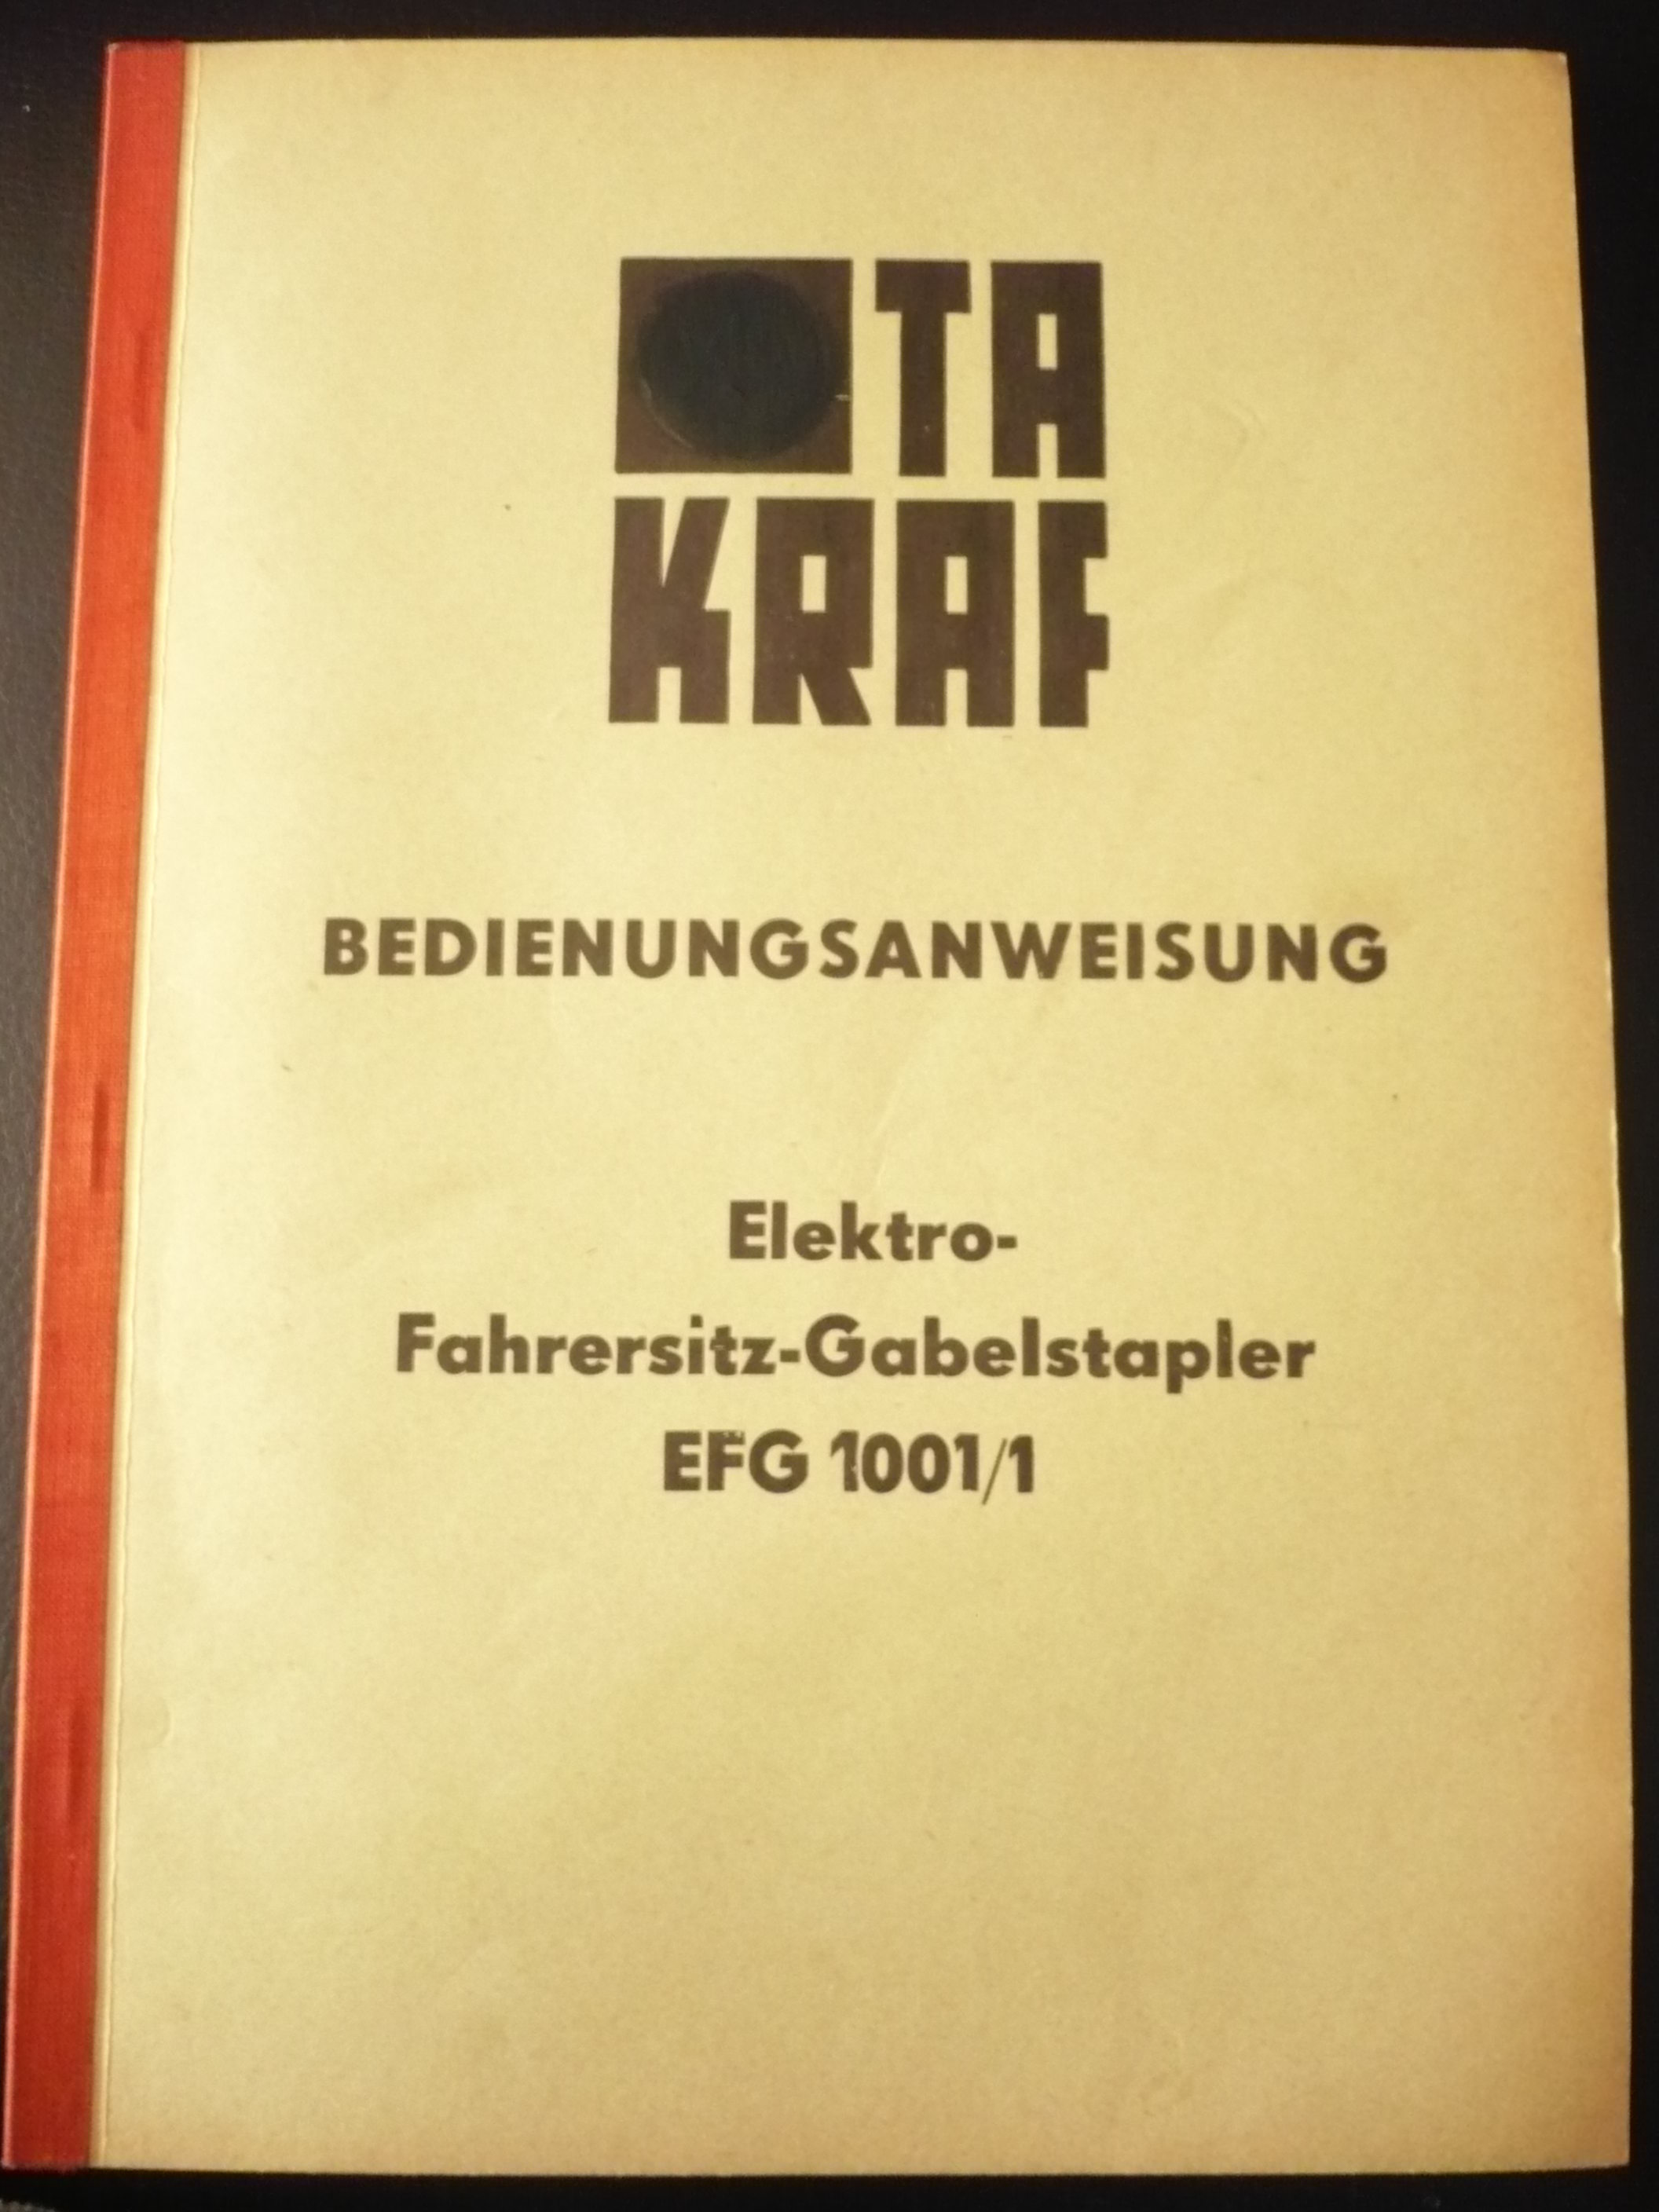 TA
KRAF
BEDIENUNGSANWEISUNG
Elektro-
Fahrersitz-Gabelstapler
EFG 1001/1